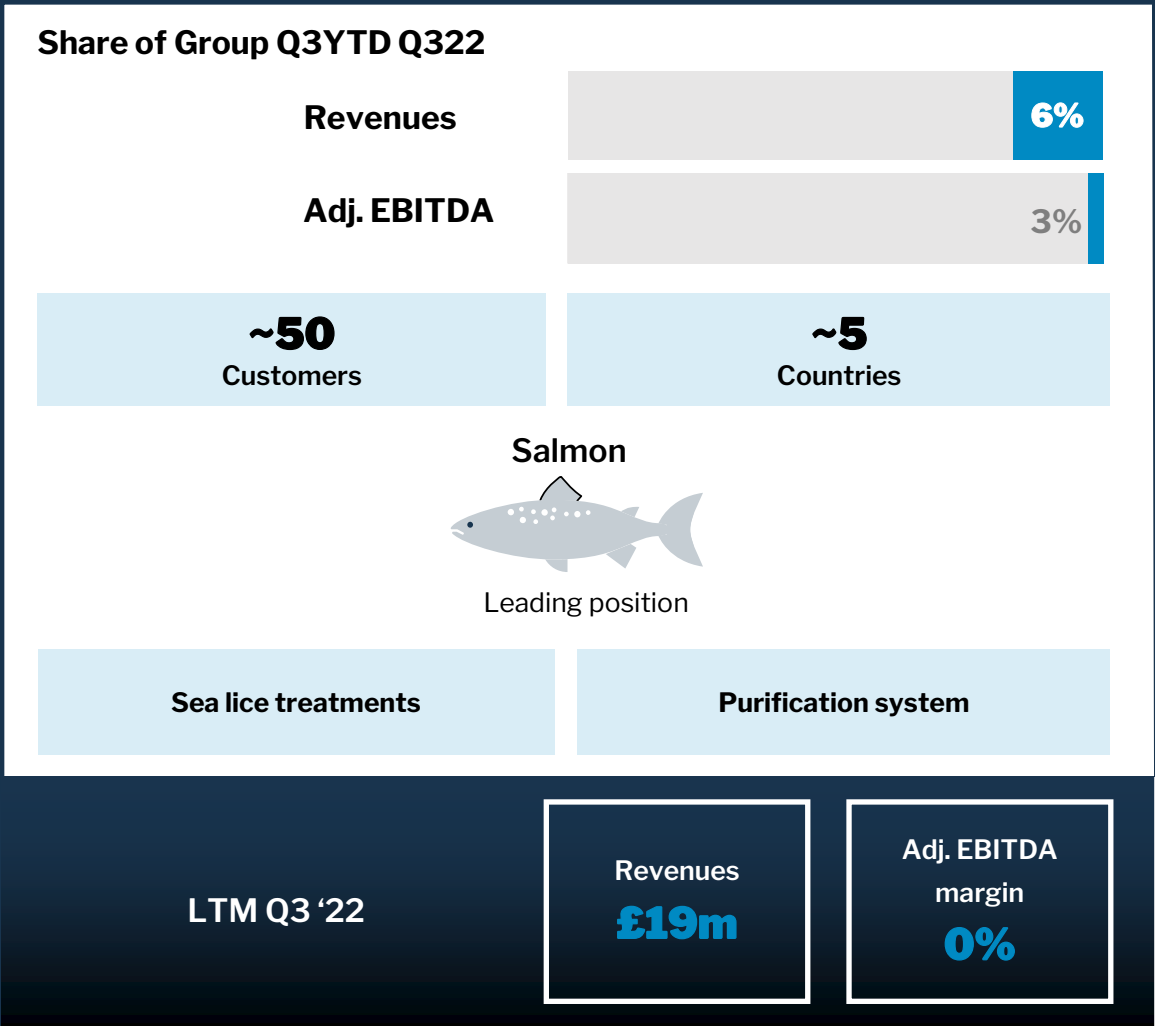 Share of Group Q3YTD Q322
Revenues
6%
Adj. EBITDA
3%
~50
Customers
~5
Countries
Salmon
Leading position
Sea lice treatments
Purification system
LTM Q3 ‘22
Revenues
£19m
Adj. EBITDA
margin
0%